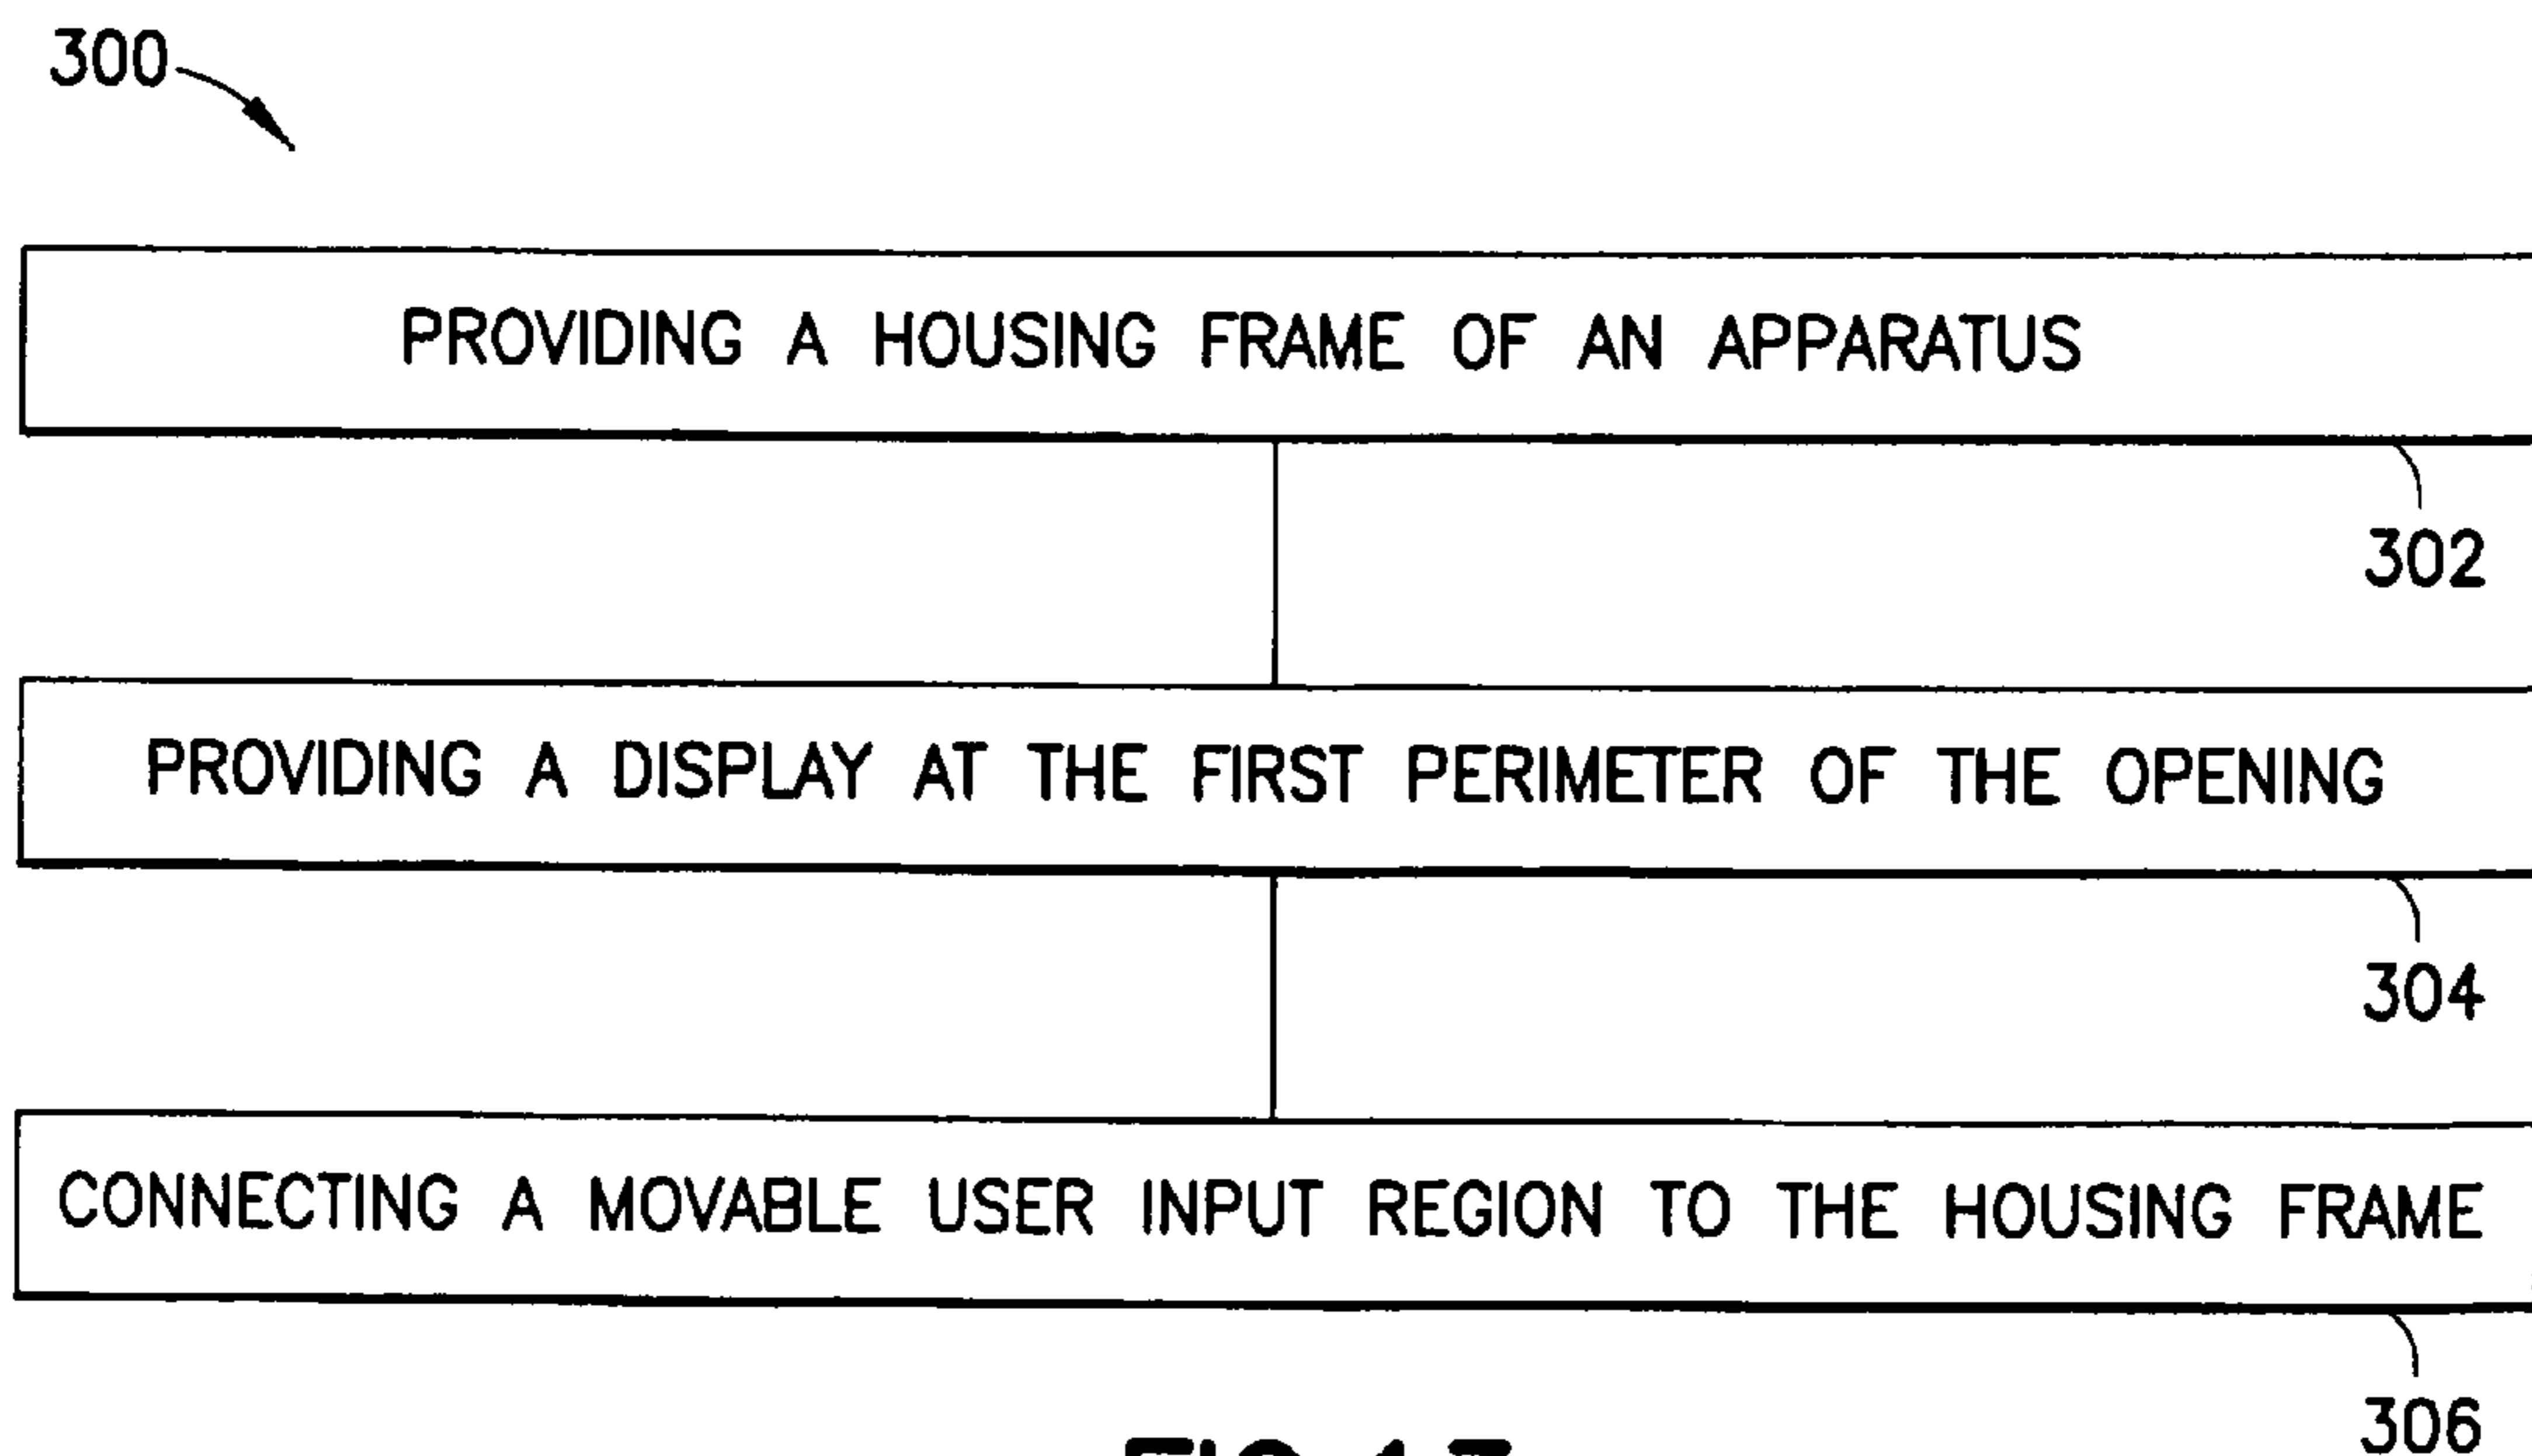 300
PROVIDING A HOUSING FRAME OF AN APPARATUS
302
PROVIDING A DISPLAY AT THE FIRST PERIMETER OF THE OPENING
304
CONNECTING A MOVABLE USER INPUT REGION TO THE HOUSING FRAME
306